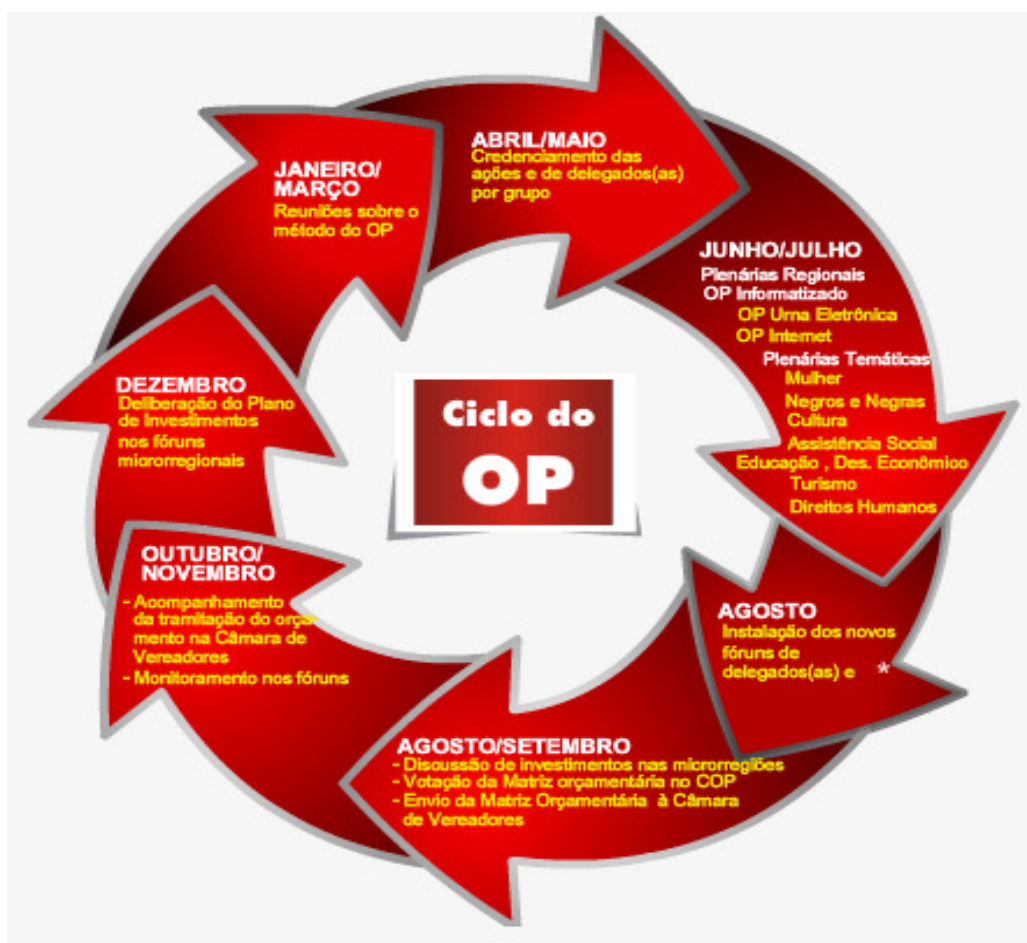 JANEIRO/
MARÇO
Reuniões sobre o
método do OP
ABRIL/MAIO
Credenciamento das
ações e de delegados(as)
por grupo
JUNHO/JULHO
Plenárias Regionais
OP Informatizado
OP Urna Eletrônica
OP Internet
Plenárias Temáticas
Mulher
Negros e Negras
Cultura
Assistência Social
Educação , Des. Econômico
Turismo
Direitos Humanos
AGOSTO
Instalação dos novos
fóruns de
delegados(as) e *
AGOSTO/SETEMBRO
- Discussão de investimentos nas microrregiões
- Votação da Matriz orçamentária no COP
- Envio da Matriz Orçamentária à Câmara
de Vereadores
OUTUBRO/
NOVEMBRO
- Acompanhamento
da tramitação do orça-
mento na Câmara de
Vereadores
- Monitoramento nos fóruns
DEZEMBRO
Deliberação do Plano
de Investimentos
nos fóruns
microrregionais
Ciclo do
OP